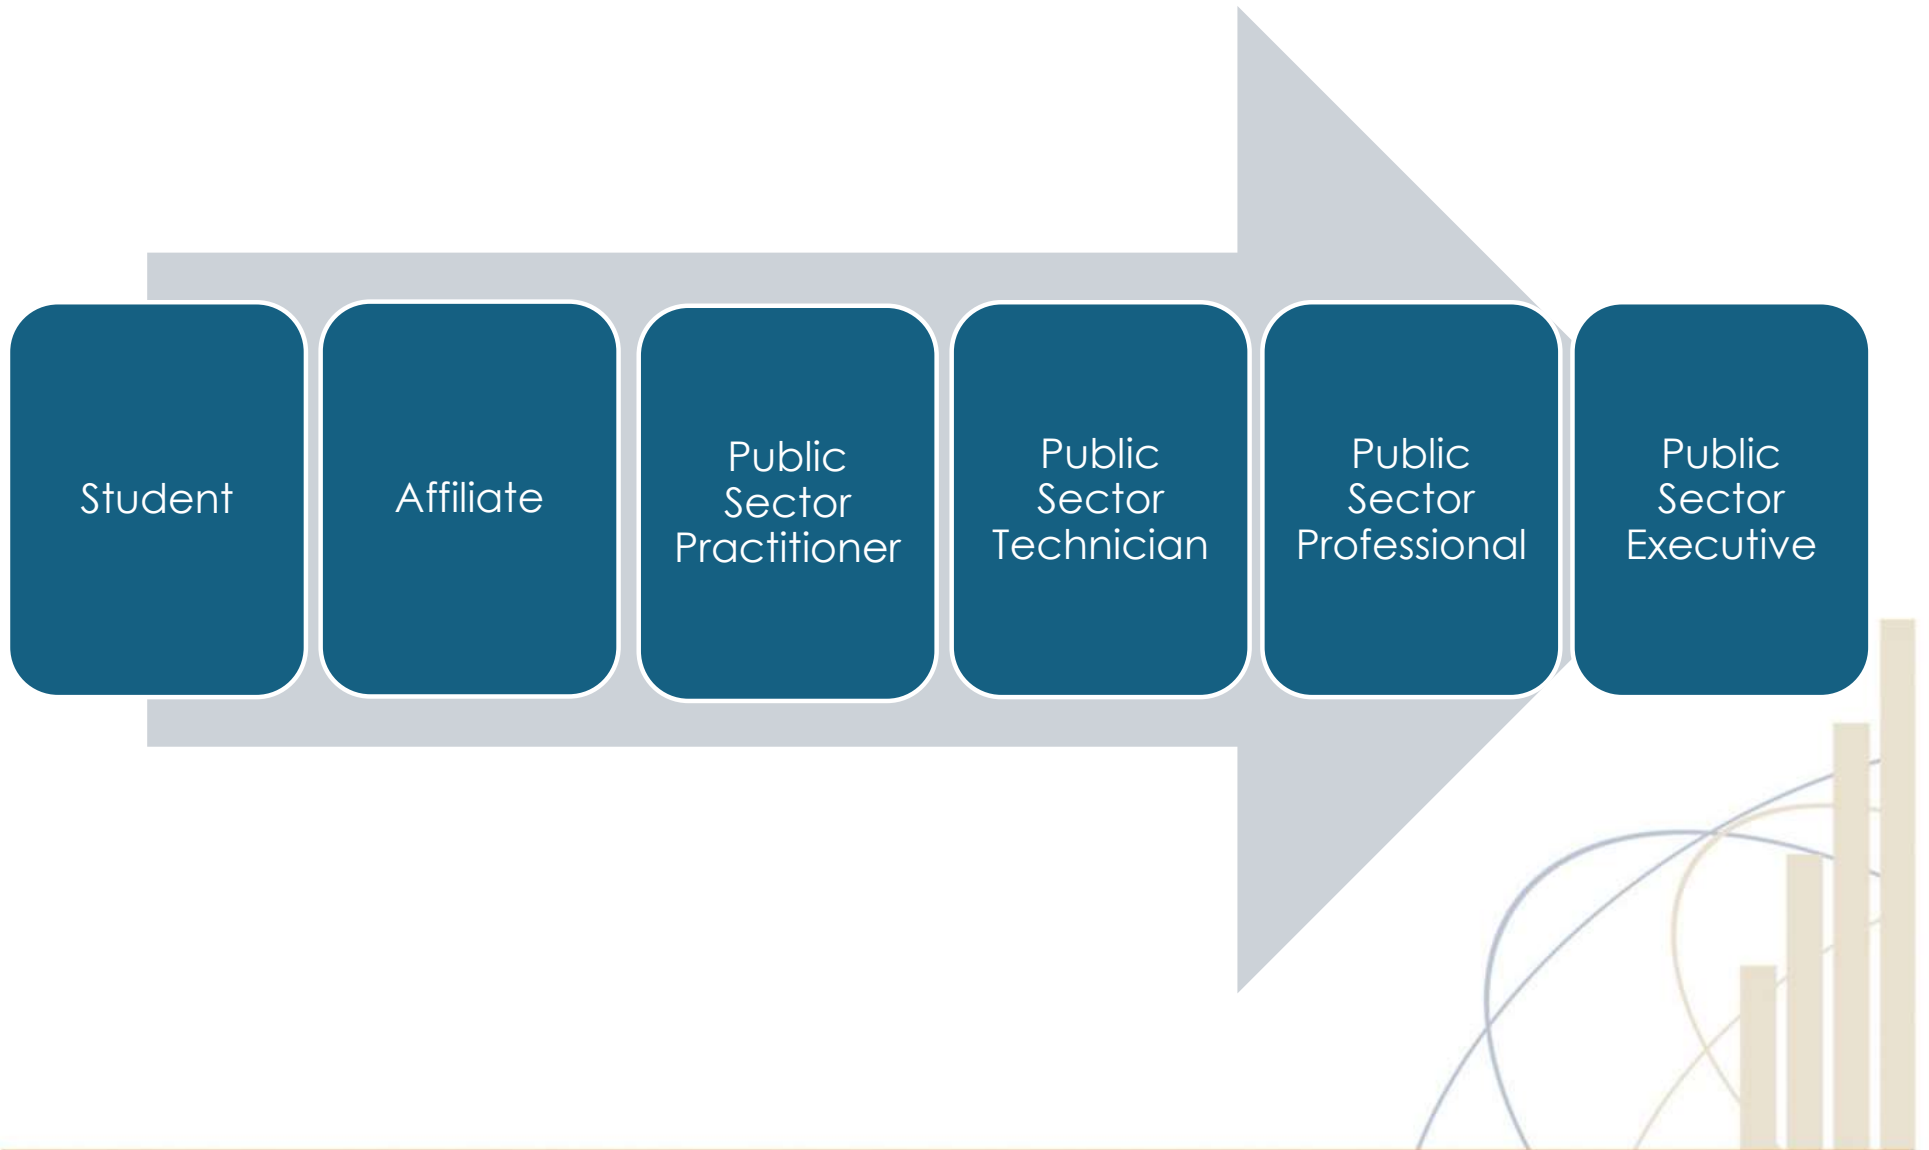 Student
Affiliate
Public
Sector
Practitioner
Public
Sector
Technician
Public
Sector
Professional
Public
Sector
Executive